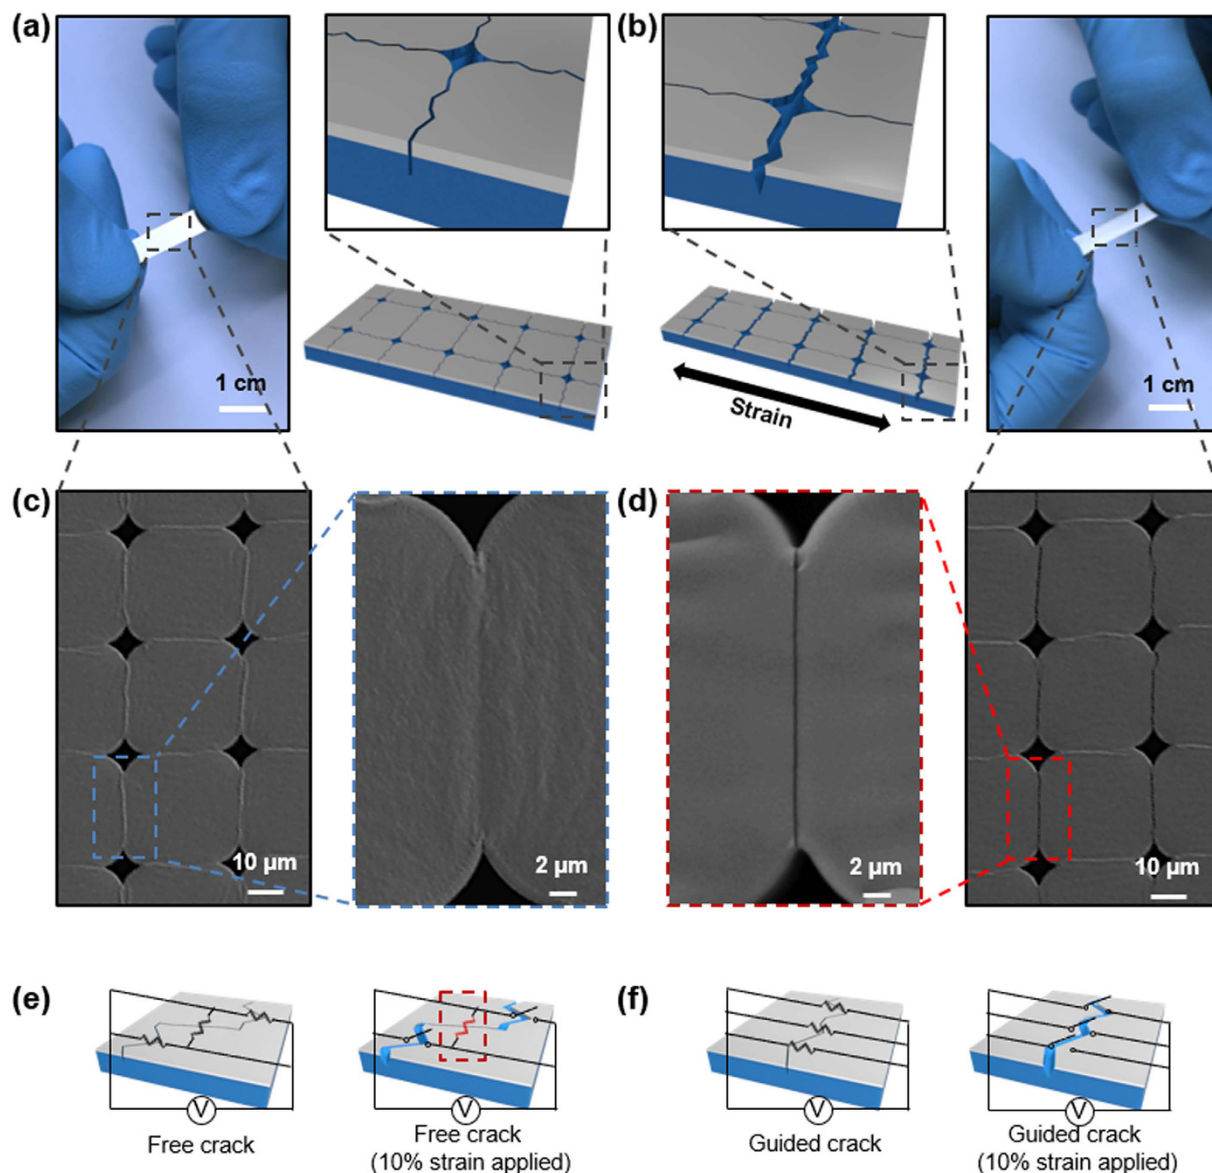 (a)
(b)
1 cm
Strain
1 cm
(c)
(d)
10 µm
2 µm
2 µm
10 µm
(e)
(f)
V
V
V
V
Free crack
Free crack
(10% strain applied)
Guided crack
Guided crack
(10% strain applied)